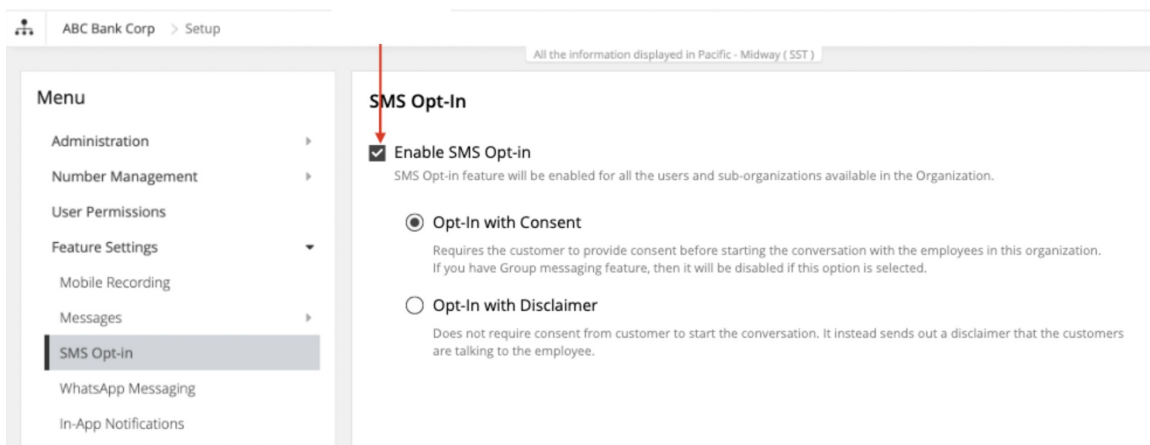 ABC Bank Corp > Setup
All the information displayed in Pacific - Midway ( SST )
Menu
Administration
Number Management
User Permissions
Feature Settings
Mobile Recording
Messages
SMS Opt-in
WhatsApp Messaging
In-App Notifications
SMS Opt-In
Enable SMS Opt-in
SMS Opt-in feature will be enabled for all the users and sub-organizations available in the Organization.
Opt-In with Consent
Requires the customer to provide consent before starting the conversation with the employees in this organization.
If you have Group messaging feature, then it will be disabled if this option is selected.
Opt-In with Disclaimer
Does not require consent from customer to start the conversation. It instead sends out a disclaimer that the customers
are talking to the employee.